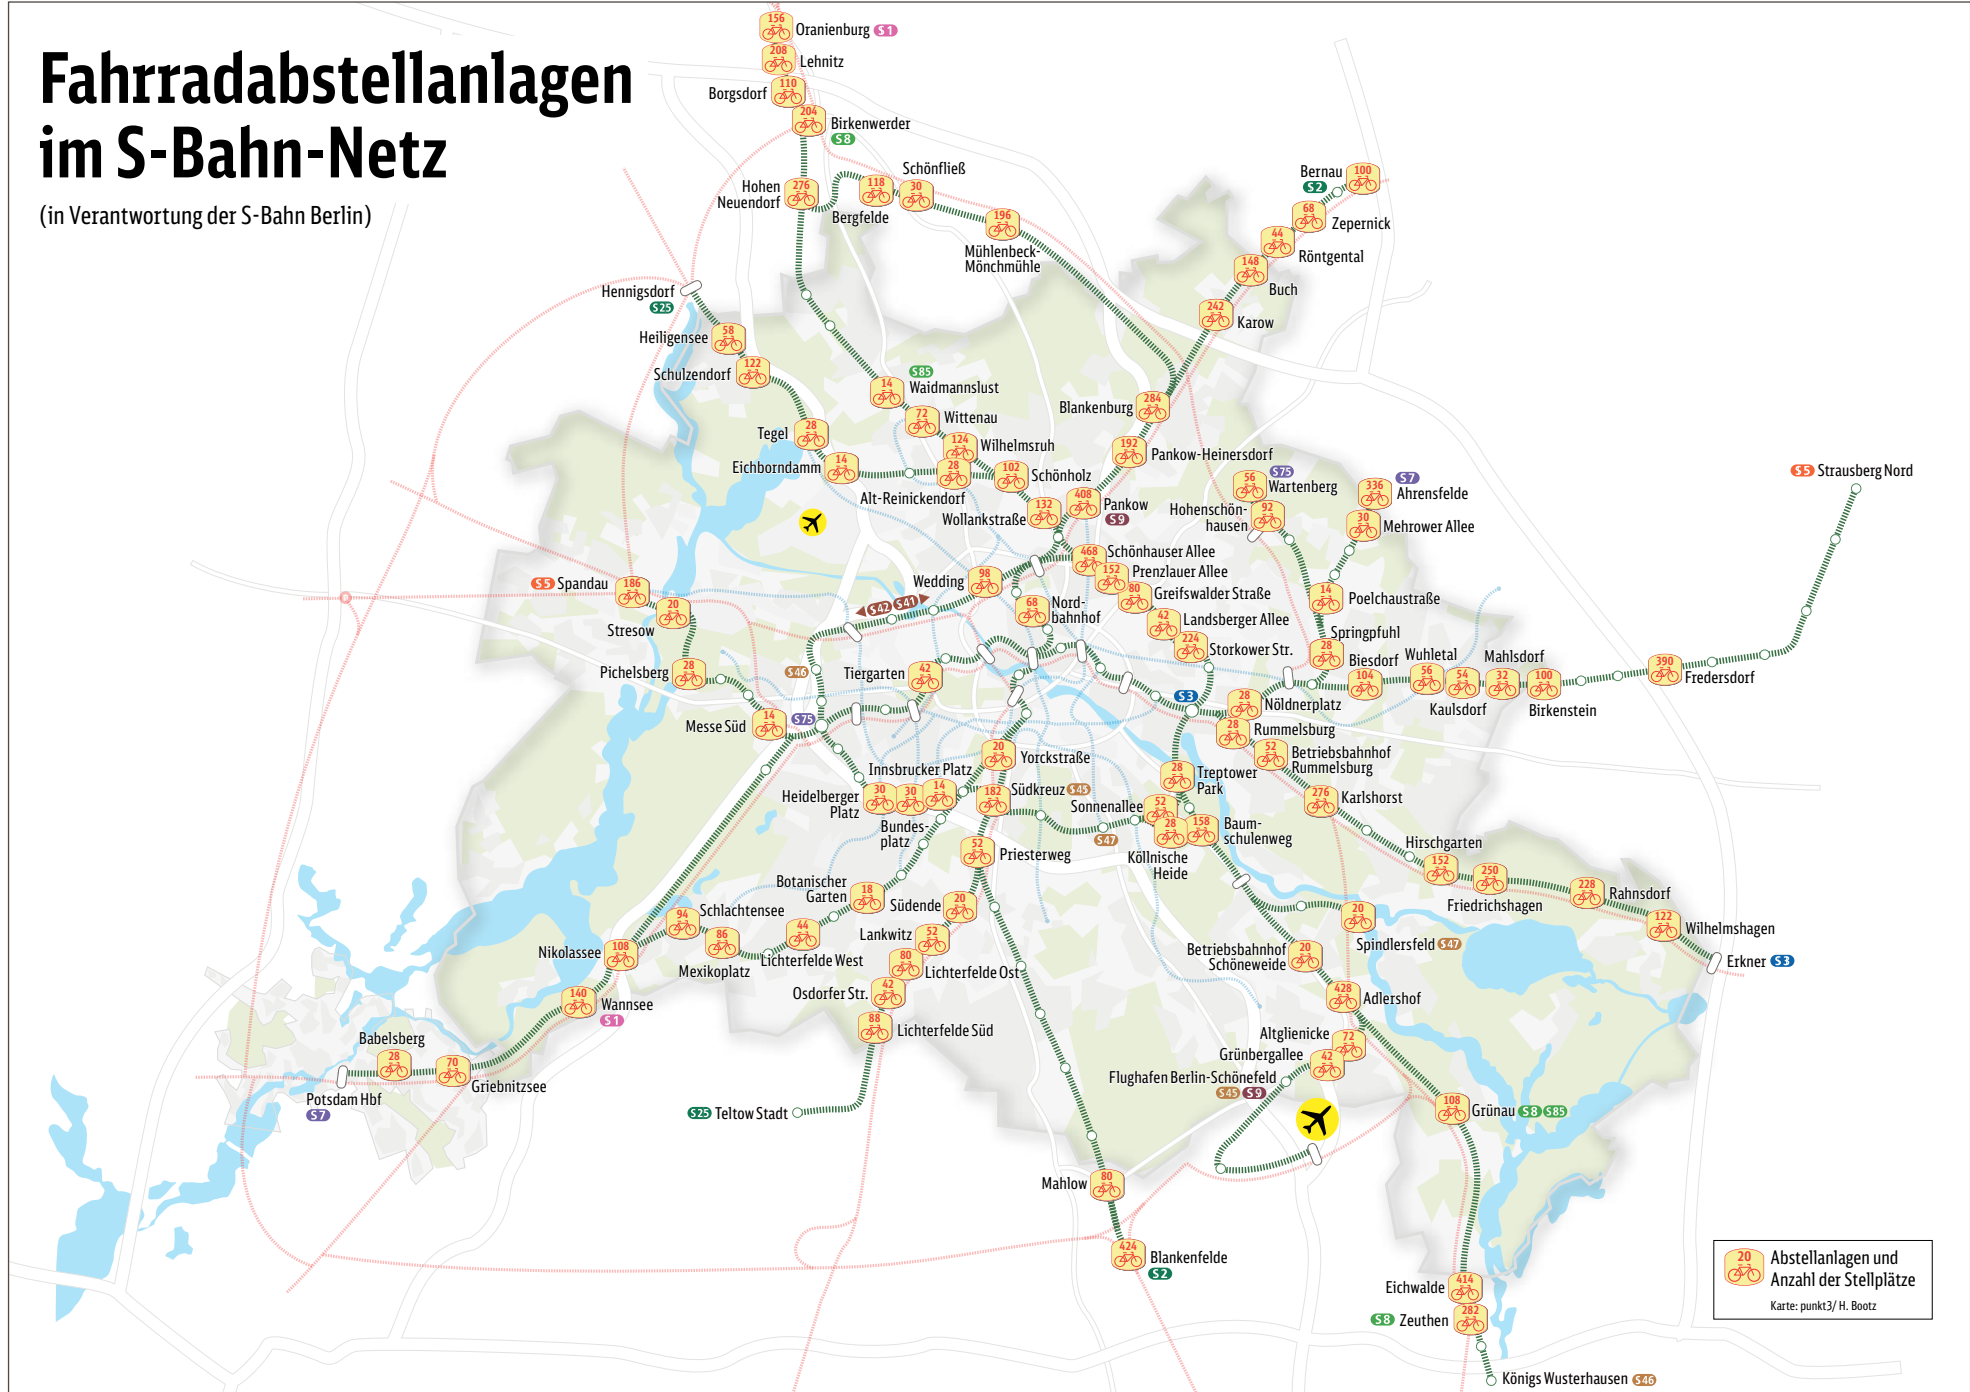 Fahrradabstellanlagen
im S-Bahn-Netz
(in Verantwortung der S-Bahn Berlin)
156
Oranienburg S1
208
Lehnitz
110
Borgsdorf
204
Birkenwerder
S8
276
Hohen
Neuendorf
118
Bergfelde
Schönfließ
30
196
Mühlenbeck-
Mönchmühle
Bernau
S2
100
68
Zepernick
44
Röntgental
148
Buch
242
Karow
Hennigsdorf
S25
58
Heiligensee
122
Schulzendorf
28
Tegel
14
Eichborndamm
S85
14
Waidmannslust
72
Wittenau
124
Wilhelmsruh
28
Alt-Reinickendorf
102
Schönholz
132
Wollankstraße
284
Blankenburg
192
Pankow-Heinersdorf
408
Pankow
S9
56
S75
Wartenberg
92
Hohenschön-
hausen
336
S7
Ahrensfelde
30
Mehrower Allee
S5 Strausberg Nord
468
Schönhauser Allee
152
Prenzlauer Allee
80
Greifswalder Straße
42
Landsberger Allee
224
Storkower Str.
98
Wedding
68
Nord-
bahnhof
S42 S41
S5 Spandau
186
20
Stresow
28
Pichelsberg
S46
42
Tiergarten
14
Messe Süd
S75
14
Poelchaustraße
Springpfuhl
28
Biesdorf
104
Wuhletal
56
54
Kaulsdorf
Mahlsdorf
32
100
Birkenstein
390
Fredersdorf
S3
28
Nöldnerplatz
28
Rummelsburg
52
Betriebsbahnhof
Rummelsburg
276
Karlshorst
20
Yorckstraße
Innsbrucker Platz
Heidelberger
Platz
30
30
14
Bundes-
platz
182
Südkreuz S45
28
Treptower
Park
Sonnenallee
52
S47
28
Köllnische
Heide
158
Baum-
schulenweg
52
Priesterweg
Hirschgarten
152
250
Friedrichshagen
228
Rahnsdorf
122
Wilhelmshagen
Erkner S3
Botanischer
Garten
18
Südende
20
Lankwitz
52
80
Lichterfelde Ost
Osdorfer Str.
42
88
Lichterfelde Süd
94
Schlachtensee
86
Mexikoplatz
44
Lichterfelde West
Nikolassee
108
140
Wannsee
S1
Babelsberg
28
70
Griebnitzsee
Potsdam Hbf
S7
S25 Teltow Stadt
20
Spindlersfeld S47
Betriebsbahnhof
Schöneweide
20
428
Adlershof
Altglienicke
72
Grünbergallee
42
Flughafen Berlin-Schönefeld
S45 S9
108
Grünau S8 S85
Mahlow
80
424
Blankenfelde
S2
Eichwalde
414
S8 Zeuthen
282
Königs Wusterhausen S46
20
Abstellanlagen und
Anzahl der Stellplätze
Karte: punkt3/ H. Bootz